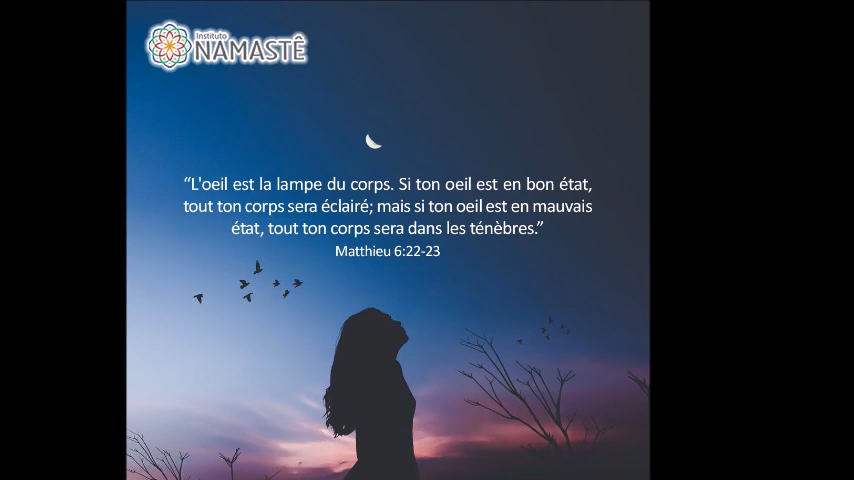 Instituto
NAMASTÊ
“L'oeil est la lampe du corps. Si ton oeil est en bon état,
tout ton corps sera éclairé; mais si ton oeil est en mauvais
état, tout ton corps sera dans les ténèbres.”
Matthieu 6:22-23